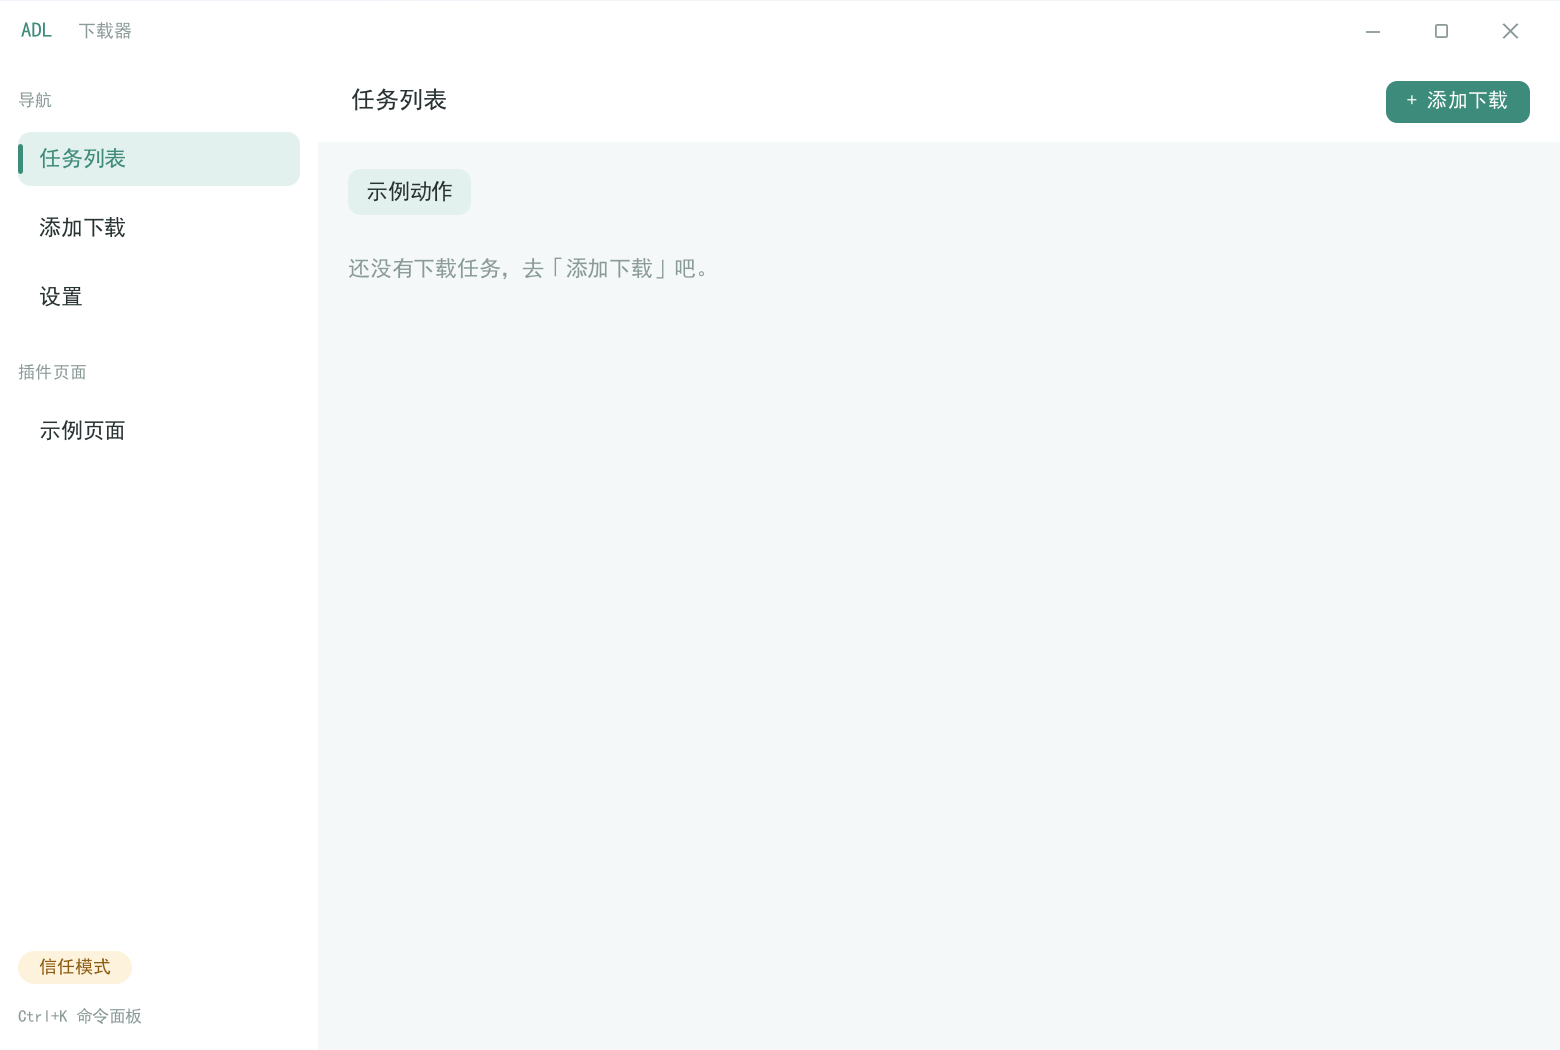 ADL 下载器
导航
任务列表
添加下载
设置
插件页面
示例页面
信任模式
Ctrl+K 命令面板
任务列表
+ 添加下载
示例动作
还没有下载任务，去「添加下载」吧。